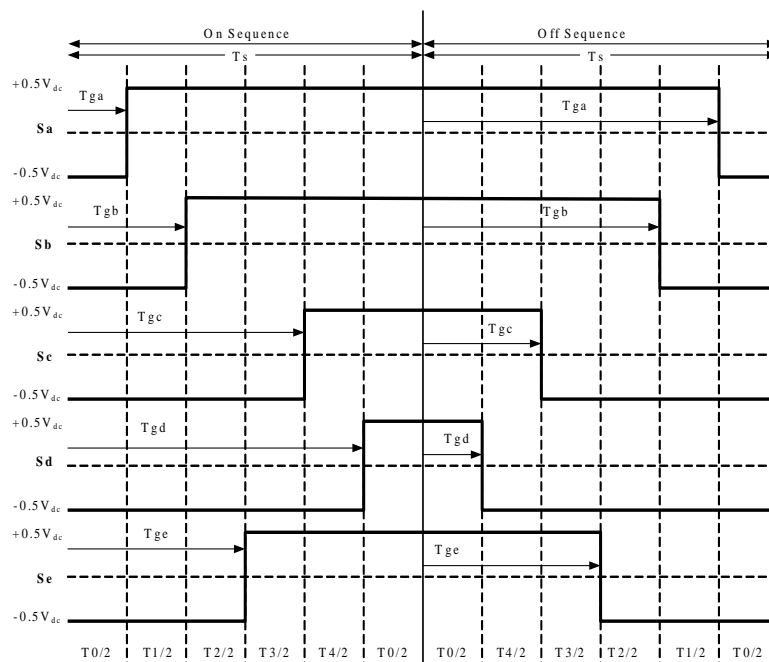 On Sequence Off Sequence
Ts Ts
+0.5Vdc
Tga Tga
Sa
-0.5Vdc
+0.5Vdc
Tgb Tgb
Sb
-0.5Vdc
+0.5Vdc
Tgc Tgc
Sc
-0.5Vdc
+0.5Vdc
Tgd Tgd
Sd
-0.5Vdc
+0.5Vdc
Tge Tge
Se
-0.5Vdc
T0/2 T1/2 T2/2 T3/2 T4/2 T0/2 T0/2 T4/2 T3/2 T2/2 T1/2 T0/2